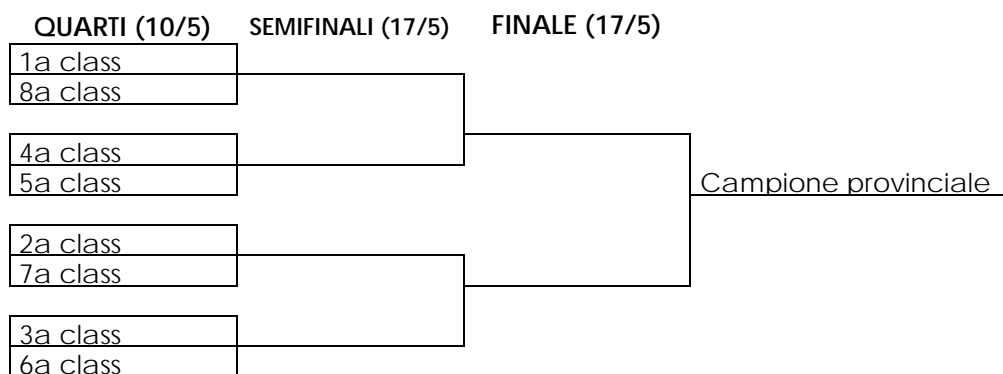 QUARTI (10/5) SEMIFINALI (17/5) FINALE (17/5)
1a class
8a class
4a class
5a class
Campione provinciale
2a class
7a class
3a class
6a class